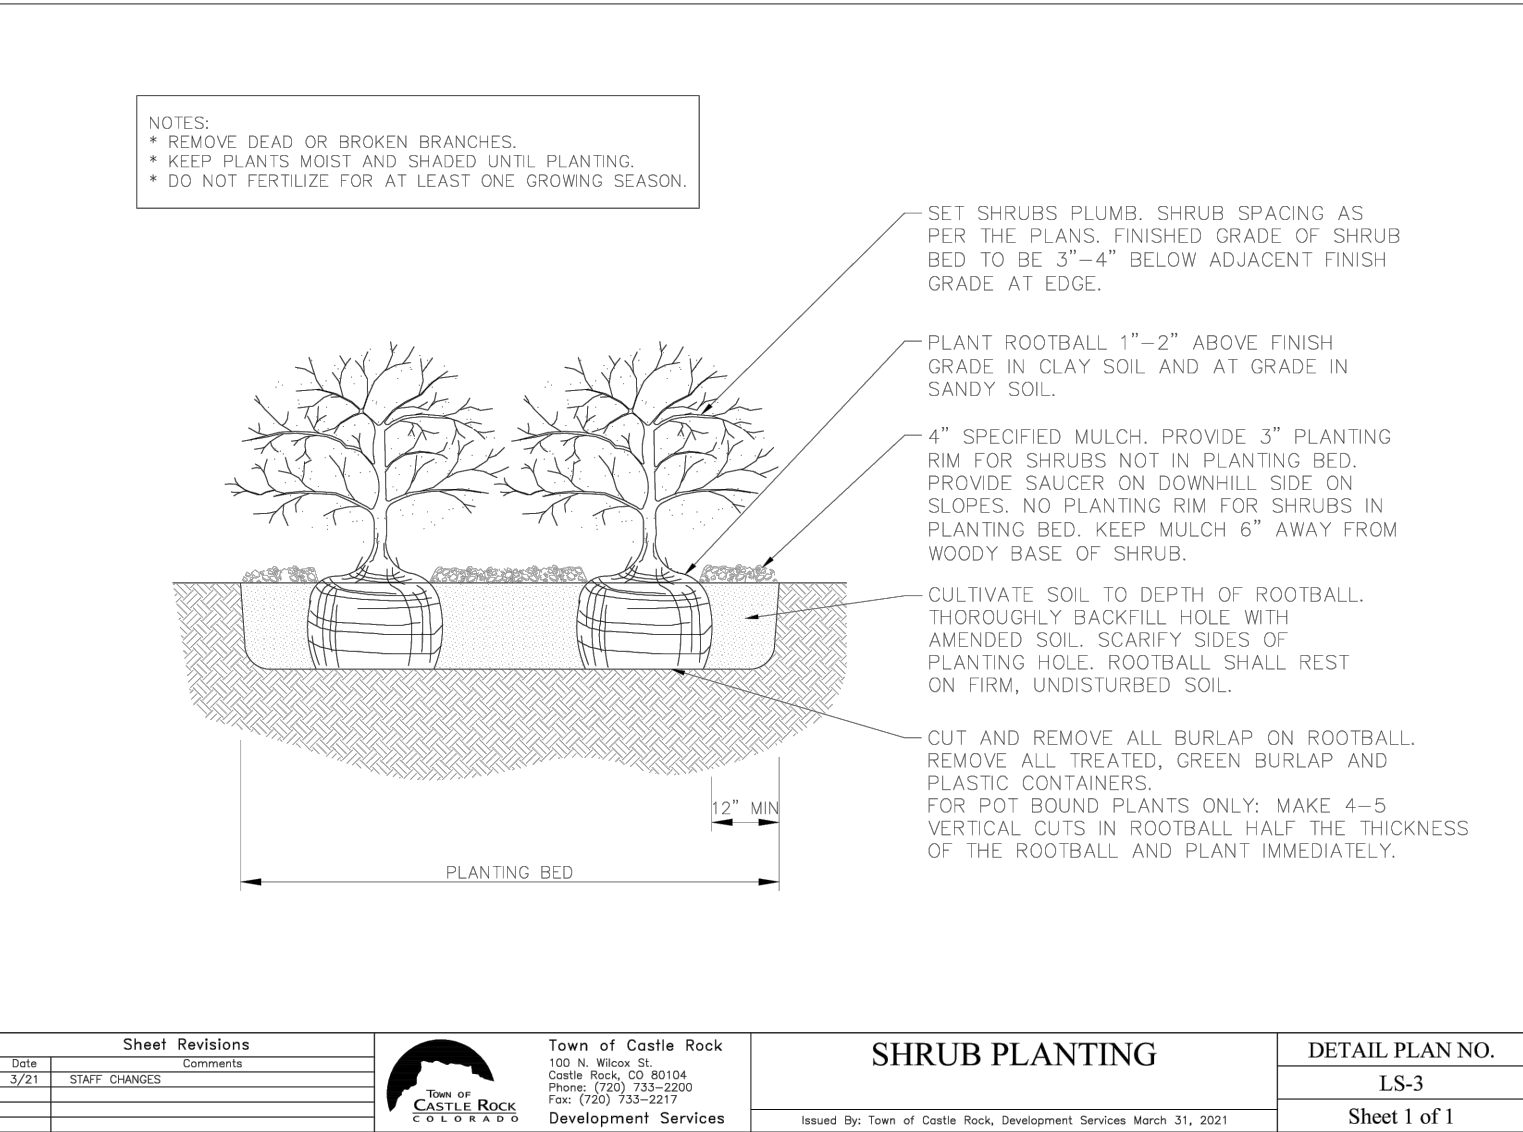 NOTES:
* REMOVE DEAD OR BROKEN BRANCHES.
* KEEP PLANTS MOIST AND SHADED UNTIL PLANTING.
* DO NOT FERTILIZE FOR AT LEAST ONE GROWING SEASON.
SET SHRUBS PLUMB. SHRUB SPACING AS
PER THE PLANS. FINISHED GRADE OF SHRUB
BED TO BE 3"-4" BELOW ADJACENT FINISH
GRADE AT EDGE.
PLANT ROOTBALL 1"-2" ABOVE FINISH
GRADE IN CLAY SOIL AND AT GRADE IN
SANDY SOIL.
4" SPECIFIED MULCH. PROVIDE 3" PLANTING
RIM FOR SHRUBS NOT IN PLANTING BED.
PROVIDE SAUCER ON DOWNHILL SIDE ON
SLOPES. NO PLANTING RIM FOR SHRUBS IN
PLANTING BED. KEEP MULCH 6" AWAY FROM
WOODY BASE OF SHRUB.
CULTIVATE SOIL TO DEPTH OF ROOTBALL.
THOROUGHLY BACKFILL HOLE WITH
AMENDED SOIL. SCARIFY SIDES OF
PLANTING HOLE. ROOTBALL SHALL REST
ON FIRM, UNDISTURBED SOIL.
CUT AND REMOVE ALL BURLAP ON ROOTBALL.
REMOVE ALL TREATED, GREEN BURLAP AND
PLASTIC CONTAINERS.
FOR POT BOUND PLANTS ONLY: MAKE 4-5
VERTICAL CUTS IN ROOTBALL HALF THE THICKNESS
OF THE ROOTBALL AND PLANT IMMEDIATELY.
12" MIN
PLANTING BED
Sheet Revisions
Date Comments
3/21 STAFF CHANGES
TOWN OF
CASTLE ROCK
COLORADO
Town of Castle Rock
100 N. Wilcox St.
Castle Rock, CO 80104
Phone: (720) 733-2200
Fax: (720) 733-2217
Development Services
SHRUB PLANTING
Issued By: Town of Castle Rock, Development Services March 31, 2021
DETAIL PLAN NO.
LS-3
Sheet 1 of 1